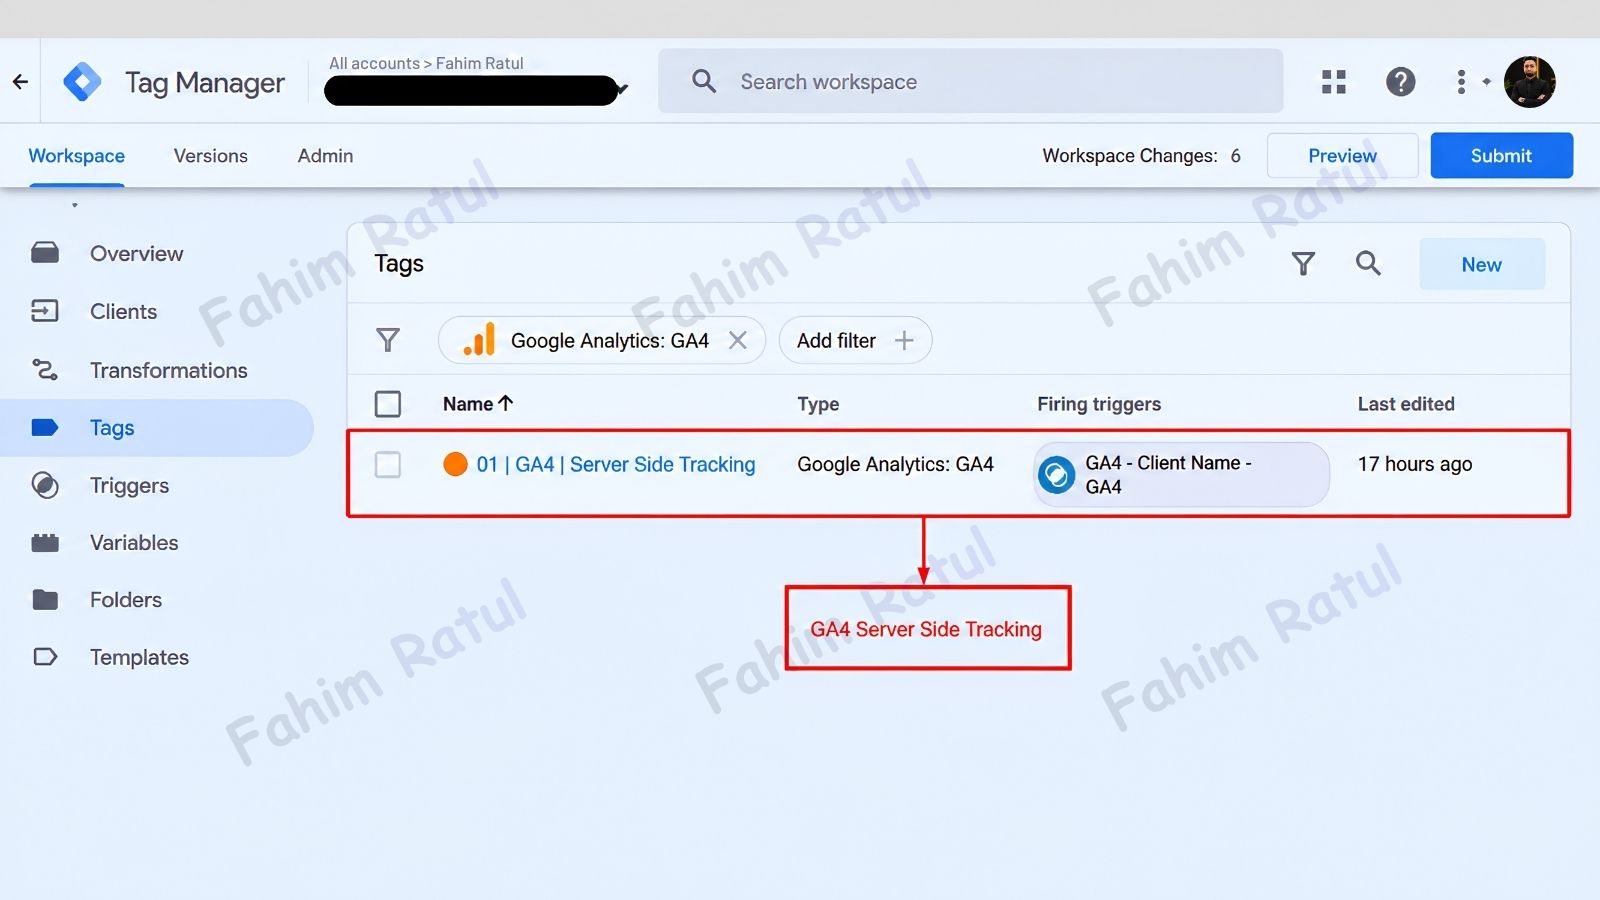 All accounts > Fahim Ratul
Tag Manager
Search workspace
Workspace Versions Admin
Workspace Changes: 6 Preview Submit
Overview
Clients
Transformations
Tags
Triggers
Variables
Folders
Templates
Tags
New
Google Analytics: GA4
Add filter
Name Type Firing triggers Last edited
01 | GA4 | Server Side Tracking Google Analytics: GA4 GA4 - Client Name - 17 hours ago
GA4
GA4 Server Side Tracking
Fahim Ratul
Fahim Ratul
Fahim Ratul
Fahim Ratul
Fahim Ratul
Fahim Ratul